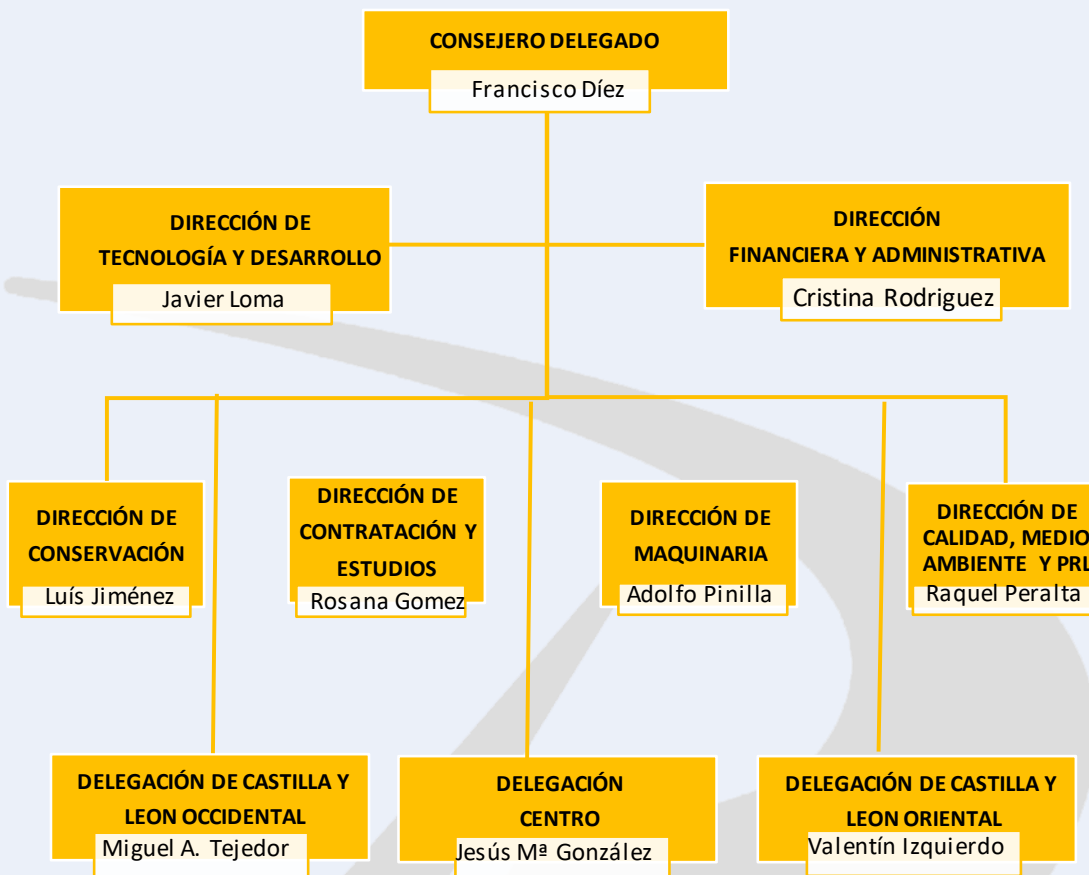 CONSEJERO DELEGADO
Francisco Díez
DIRECCIÓN DE
TECNOLOGÍA Y DESARROLLO
Javier Loma
DIRECCIÓN
FINANCIERA Y ADMINISTRATIVA
Cristina Rodriguez
DIRECCIÓN DE
CONSERVACIÓN
Luís Jiménez
DIRECCIÓN DE
CONTRATACIÓN Y
ESTUDIOS
Rosana Gomez
DIRECCIÓN DE
MAQUINARIA
Adolfo Pinilla
DIRECCIÓN DE
CALIDAD, MEDIO
AMBIENTE Y PRL
Raquel Peralta
DELEGACIÓN DE CASTILLA Y
LEON OCCIDENTAL
Miguel A. Tejedor
DELEGACIÓN
CENTRO
Jesús Mª González
DELEGACIÓN DE CASTILLA Y
LEON ORIENTAL
Valentín Izquierdo